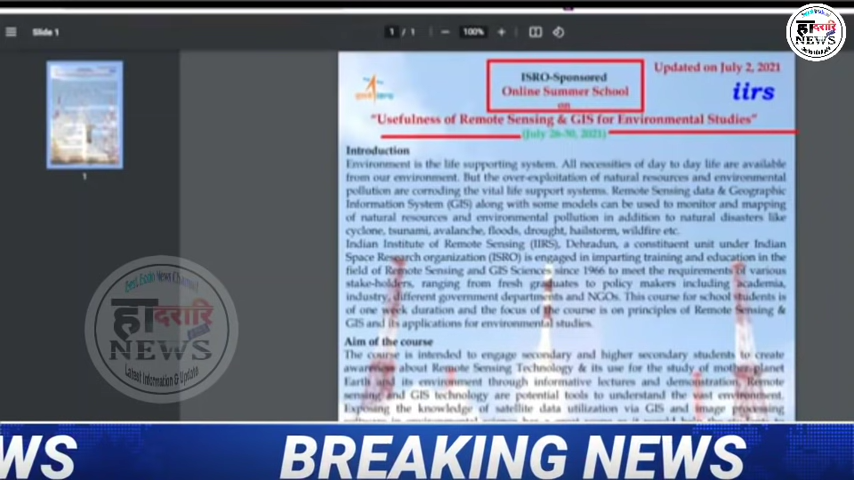 Slide 1
1 / 1
100%
हा दरारि
NEWS
1
ISRO-Sponsored
Online Summer School
on
Updated on July 2, 2021
iirs
"Usefulness of Remote Sensing & GIS for Environmental Studies"
(July 26-30, 2021)
Introduction
Environment is the life supporting system. All necessities of day to day life are available
from our environment. But the over-exploitation of natural resources and environmental
pollution are corroding the vital life support systems. Remote Sensing data & Geographic
Information System (GIS) along with some models can be used to monitor and mapping
of natural resources and environmental pollution in addition to natural disasters like
cyclone, tsunami, avalanche, floods, drought, hailstorm, wildfire etc.
Indian Institute of Remote Sensing (IIRS), Dehradun, a constituent unit under Indian
Space Research organization (ISRO) is engaged in imparting training and education in the
field of Remote Sensing and GIS Sciences since 1966 to meet the requirements of various
stake-holders, ranging from fresh graduates to policy makers including academia,
industry, different government departments and NGOs. This course for school students is
of one week duration and the focus of the course is on principles of Remote Sensing &
GIS and its applications for environmental studies.
Aim of the course
The course is intended to engage secondary and higher secondary students to create
awareness about Remote Sensing Technology & its use for the study of mother planet
Earth and its environment through informative lectures and demonstration. Remote
sensing and GIS technology are potential tools to understand the vast environment.
Exposing the knowledge of satellite data utilization via GIS and image processing
Best Endo News Channel
हा दरारि
NEWS
Latest Information & Update
WS
BREAKING NEWS